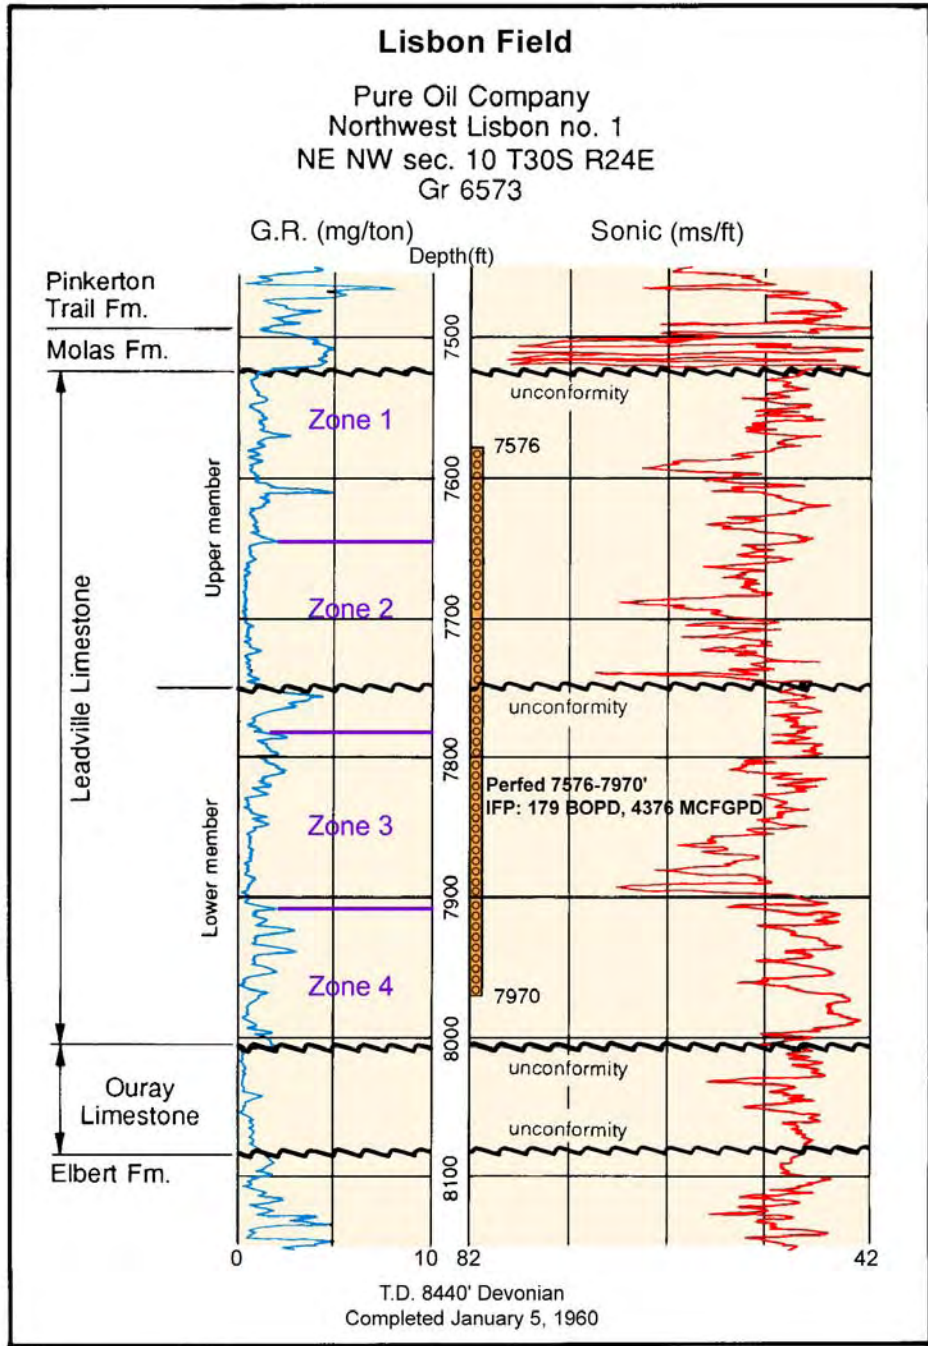 Lisbon Field
Pure Oil Company
Northwest Lisbon no. 1
NE NW sec. 10 T30S R24E
Gr 6573
G.R. (mg/ton)
Depth(ft)
Sonic (ms/ft)
Pinkerton
Trail Fm.
Molas Fm.
7500
unconformity
Zone 1
7576
7600
Upper member
Zone 2
7700
Leadville Limestone
unconformity
7800
Perfed 7576-7970'
IFP: 179 BOPD, 4376 MCFGPD
Zone 3
Lower member
7900
Zone 4
7970
8000
unconformity
Ouray
Limestone
unconformity
Elbert Fm.
8100
0
10
82
42
T.D. 8440' Devonian
Completed January 5, 1960